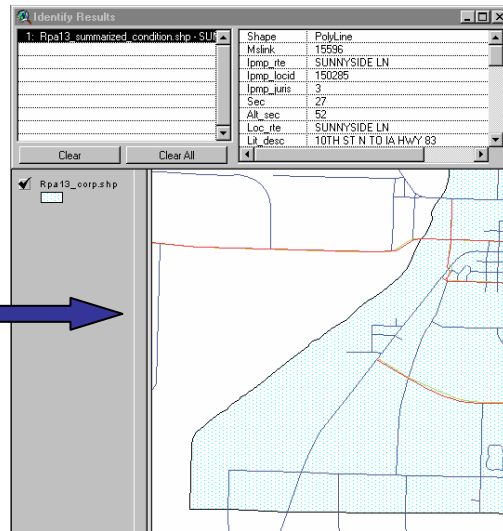 Identify Results
1: Rpa13_summarized_condition.shp - SUN
Shape PolyLine
Mslink 15596
Ipmp_rte SUNNYSIDE LN
Ipmp_locid 150285
Ipmp_juris 3
Sec 27
Alt_sec 52
Loc_rte SUNNYSIDE LN
Lit_desc 10TH ST N TO IA HWY 83
Clear Clear All
Rpa13_corp.shp